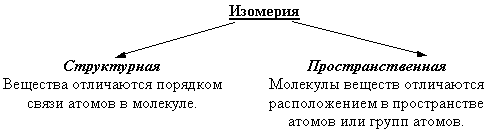 Изомерия
Структурная
Вещества отличаются порядком
связи атомов в молекуле.
Пространственная
Молекулы веществ отличаются
расположением в пространстве
атомов или групп атомов.